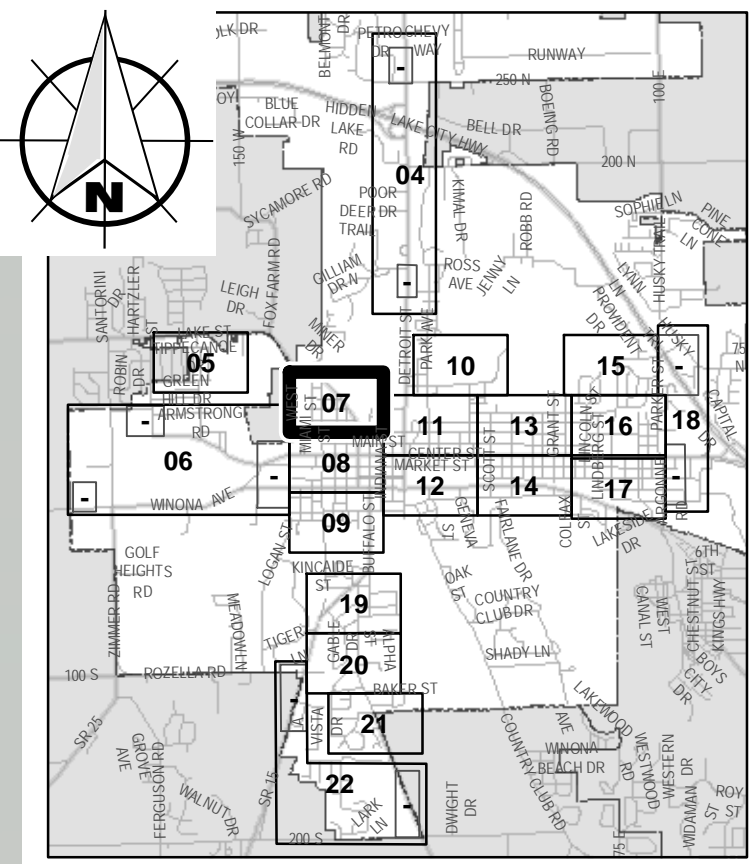 BELMONT DR
PETRO DR
CHEVY WAY
LK DR
RUNWAY
250 N
100 E
BLUE COLLAR DR
HIDDEN LAKE RD
LAKE CITY HWY
BELL DR
BOEING RD
150 W
200 N
04
N
SYCAMORE RD
POOR DEER DR
TRAIL
KIMAL DR
ROBB RD
SOPHIE LN
PINE CONE LN
HUSKY TRAIL
SANTORINI DR
HARTZLER ST
LEIGH DR
FOX FARM RD
GILLIAM DR N
ROSS AVE
JENNY LN
LYNN LN
PROVIDENT DR
MINER DR
DETROIT ST
PARK AVE
HUSKY TRL
75 N
LAKE ST
TIPPECANOE
05
ROBIN DR
GREEN HILL DR
10
15
PARKER ST
CAPITAL DR
ARMSTRONG RD
WEST ST
MIAMI ST
07
MAIN ST
11
13
GRANT ST
LINCOLN ST
16
18
06
08
INDIANA ST
CENTER ST
MARKET ST
SCOTT ST
LINDBERG ST
WINONA AVE
12
14
17
ARGONNE RD
GENEVA ST
FAIRLANE DR
COLFAX ST
LAKESIDE DR
09
BUFFALO ST
LOGAN ST
GOLF HEIGHTS RD
KINCAIDE ST
ZIMMER RD
MEADOW LN
TIGER LN
19
GABLE DR
ALPHA ST
OAK ST
COUNTRY CLUB DR
6TH ST
CHESTNUT ST
KINGS HWY
WEST CANAL ST
BOYS CITY DR
SHADY LN
100 S
ROZELLA RD
20
BAKER ST
LAKEWOOD AVE
SR 25
VISTA DR
21
COUNTRY CLUB RD
WINONA BEACH DR
WESTWOOD RD
WESTERN
GROVE AVE
FERGUSON RD
WALNUT DR
SR 15
22
LARK LN
DWIGHT DR
WIDAMAN DR
ROY ST
ST
200 S
75 E